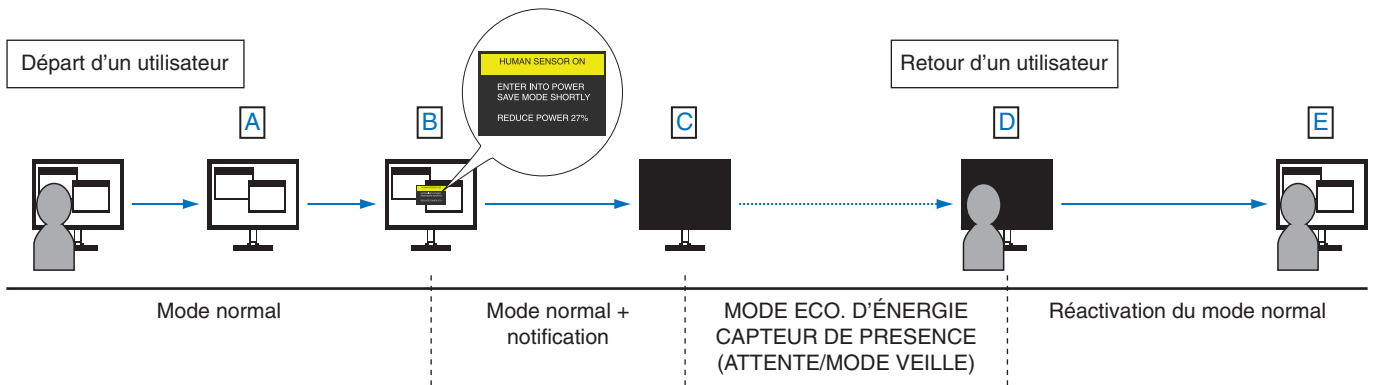 Départ d'un utilisateur
Retour d'un utilisateur
HUMAN SENSOR ON
ENTER INTO POWER
SAVE MODE SHORTLY
REDUCE POWER 27%
A
B
C
D
E
Mode normal
Mode normal +
notification
MODE ECO. D'ÉNERGIE
CAPTEUR DE PRESENCE
(ATTENTE/MODE VEILLE)
Réactivation du mode normal